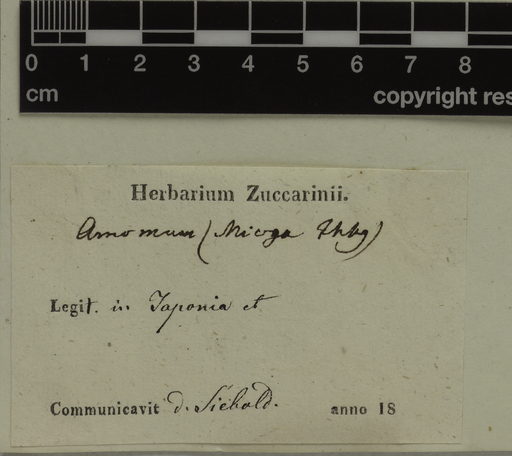 0 1 2 3 4 5 6 7 8
cm copyright res
Herbarium Zuccarinii.
Amomum (Mioga Thbg)
Legit. in Japonia et
Communicavit d. Siebold. anno 18